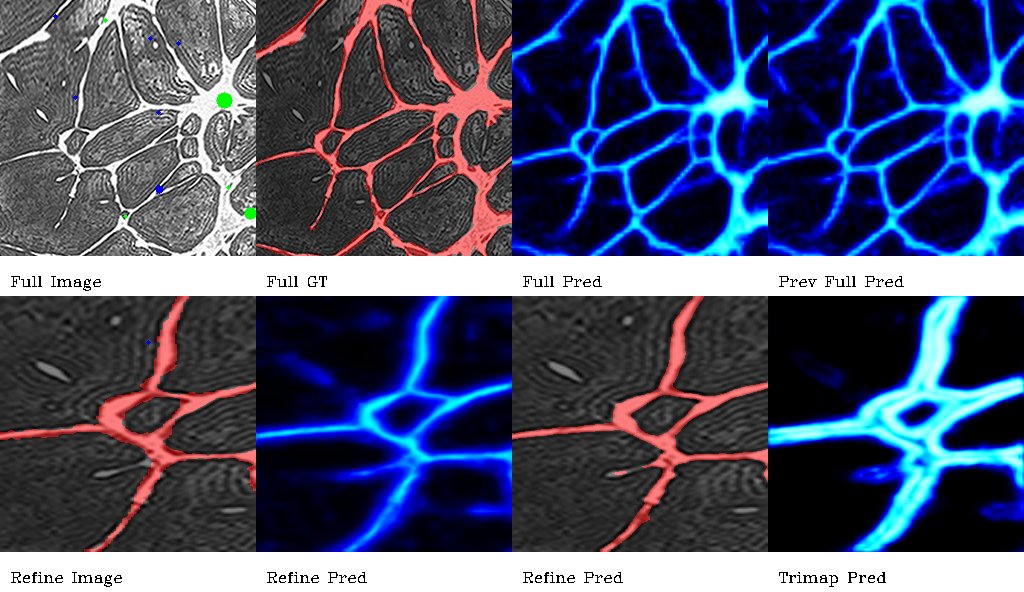 Full Image
Full GT
Full Pred
Prev Full Pred
Refine Image
Refine Pred
Refine Pred
Trimap Pred